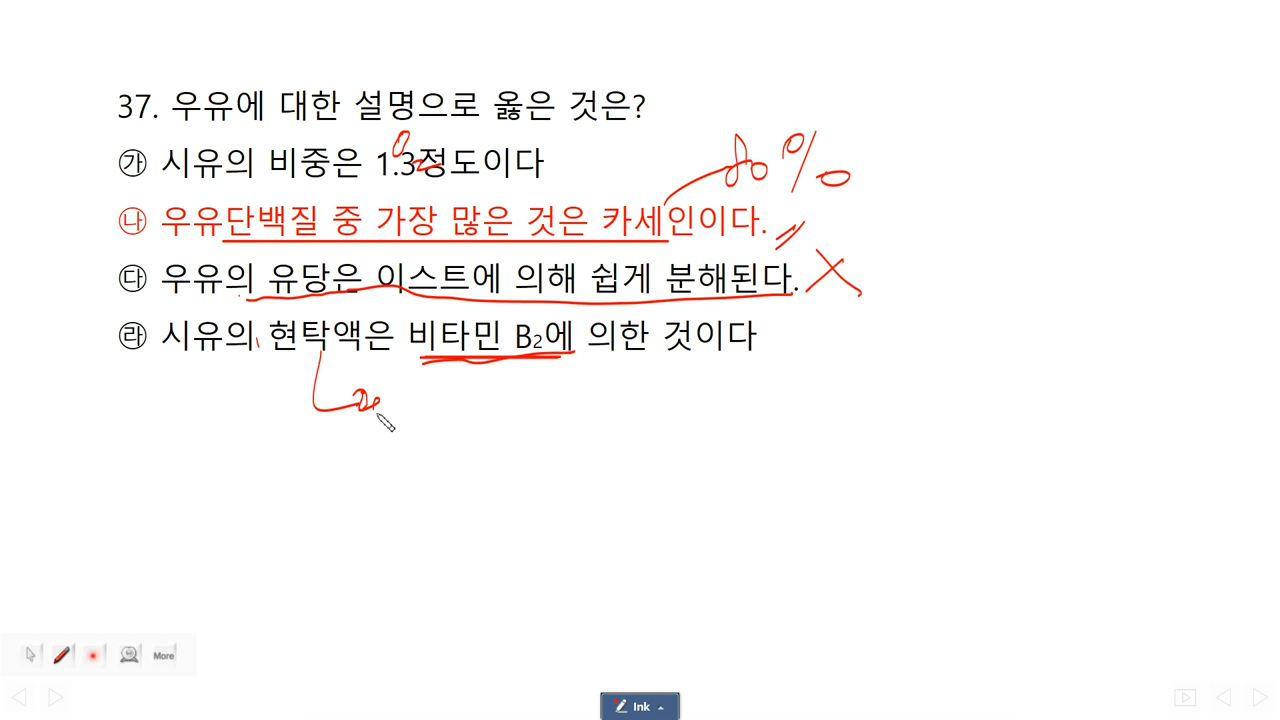 37. 우유에 대한 설명으로 옳은 것은?
㉮ 시유의 비중은 1.3정도이다
0
80%
㉯ 우유단백질 중 가장 많은 것은 카세인이다.
㉰ 우유의 유당은 이스트에 의해 쉽게 분해된다.
㉱ 시유의 현탁액은 비타민 B₂에 의한 것이다
More
Ink